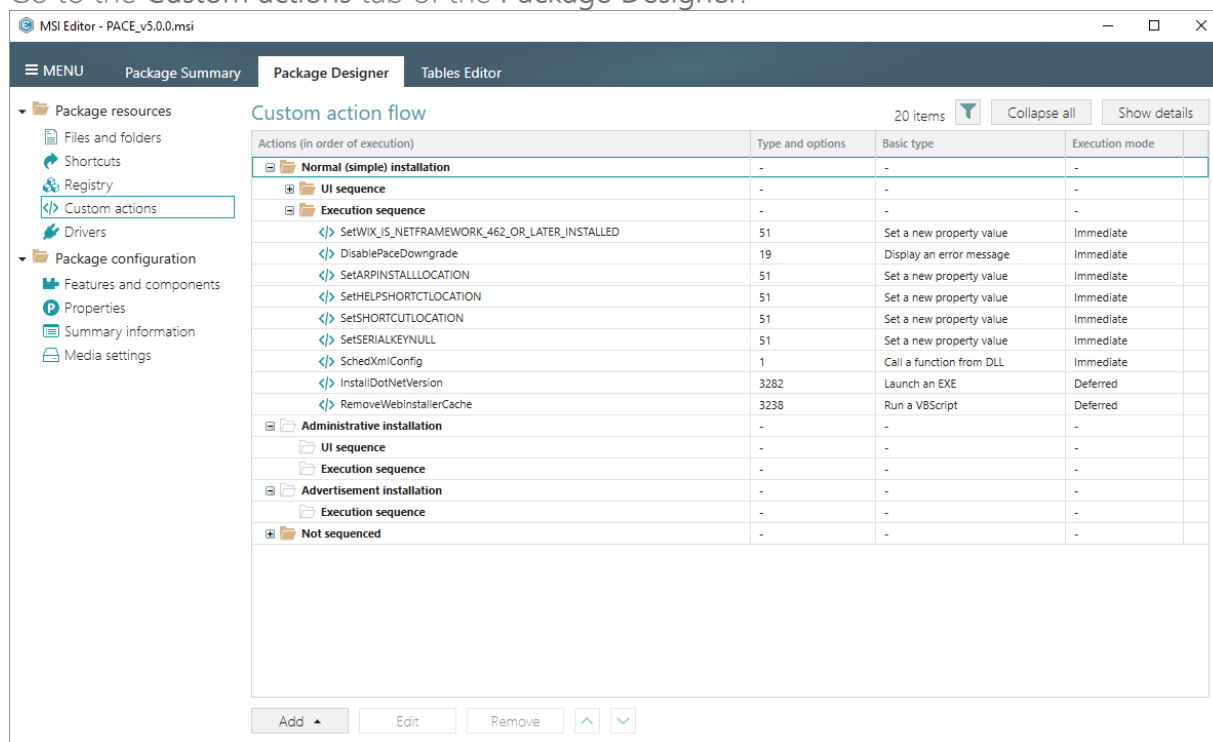 Go to the Custom actions tab of the Package Designer.
MSI Editor - PACE_v5.0.0.msi
MENU Package Summary Package Designer Tables Editor
Package resources
Files and folders
Shortcuts
Registry
Custom actions
Drivers
Package configuration
Features and components
Properties
Summary information
Media settings
Custom action flow
20 items Collapse all Show details
Actions (in order of execution) Type and options Basic type Execution mode
Normal (simple) installation - - -
UI sequence - - -
Execution sequence - - -
SetWIX_IS_NETFRAMEWORK_462_OR_LATER_INSTALLED 51 Set a new property value Immediate
DisablePaceDowngrade 19 Display an error message Immediate
SetARPINSTALLLOCATION 51 Set a new property value Immediate
SetHELPSHORTCTLOCATION 51 Set a new property value Immediate
SetSHORTCUTLOCATION 51 Set a new property value Immediate
SetSERIALKEYNULL 51 Set a new property value Immediate
SchedXmlConfig 1 Call a function from DLL Immediate
InstallDotNetVersion 3282 Launch an EXE Deferred
RemoveWebinstallerCache 3238 Run a VBScript Deferred
Administrative installation - - -
UI sequence - - -
Execution sequence - - -
Advertisement installation - - -
Execution sequence - - -
Not sequenced - - -
Add Edit Remove